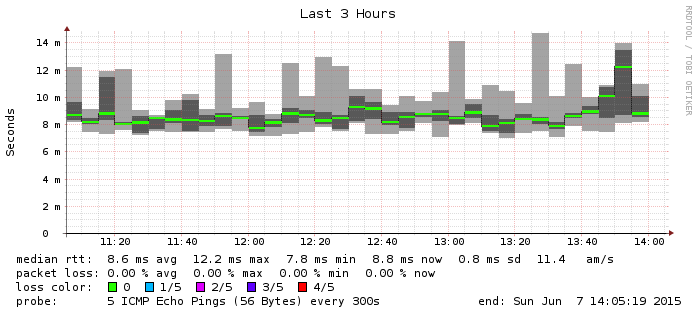 Last 3 Hours
RRDTOOL / TOBI OETIKER
Seconds
14 m
12 m
10 m
8 m
6 m
4 m
2 m
0
11:20 11:40 12:00 12:20 12:40 13:00 13:20 13:40 14:00
median rtt: 8.6 ms avg 12.2 ms max 7.8 ms min 8.8 ms now 0.8 ms sd 11.4 am/s
packet loss: 0.00 % avg 0.00 % max 0.00 % min 0.00 % now
loss color: 0 1/5 2/5 3/5 4/5
probe: 5 ICMP Echo Pings (56 Bytes) every 300s end: Sun Jun 7 14:05:19 2015